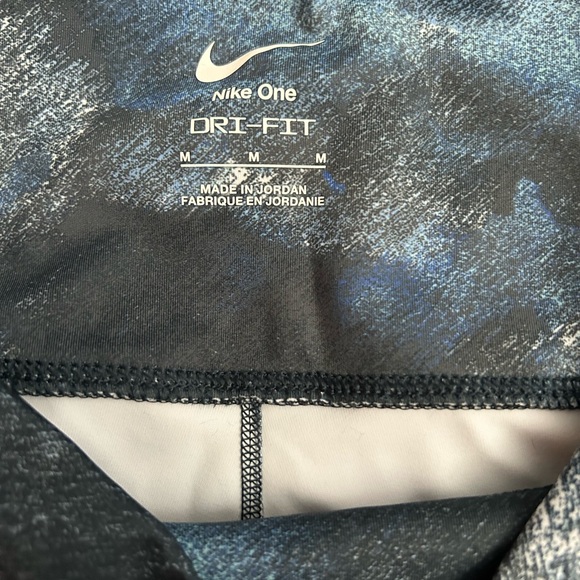 Nike One
DRI-FIT
M M M
MADE IN JORDAN
FABRIQUE EN JORDANIE